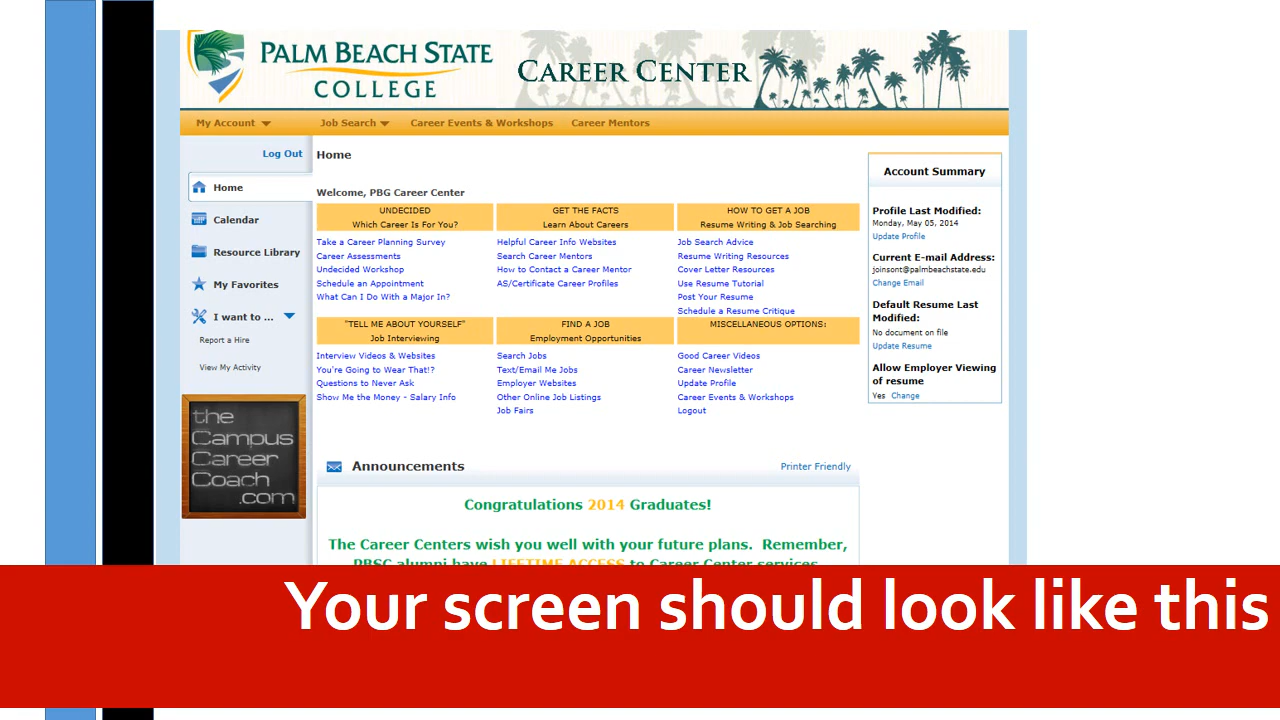 PALM BEACH STATE
COLLEGE
CAREER CENTER
My Account
Job Search
Career Events & Workshops
Career Mentors
Log Out
Home
Calendar
Resource Library
My Favorites
I want to ...
Report a Hire
View My Activity
the
Campus
Career
Coach
.com
Home
Welcome, PBG Career Center
UNDECIDED
Which Career Is For You?
Take a Career Planning Survey
Career Assessments
Undecided Workshop
Schedule an Appointment
What Can I Do With a Major In?
GET THE FACTS
Learn About Careers
Helpful Career Info Websites
Search Career Mentors
How to Contact a Career Mentor
AS/Certificate Career Profiles
HOW TO GET A JOB
Resume Writing & Job Searching
Job Search Advice
Resume Writing Resources
Cover Letter Resources
Use Resume Tutorial
Post Your Resume
Schedule a Resume Critique
"TELL ME ABOUT YOURSELF"
Job Interviewing
Interview Videos & Websites
You're Going to Wear That!?
Questions to Never Ask
Show Me the Money - Salary Info
FIND A JOB
Employment Opportunities
Search Jobs
Text/Email Me Jobs
Employer Websites
Other Online Job Listings
Job Fairs
MISCELLANEOUS OPTIONS:
Good Career Videos
Career Newsletter
Update Profile
Career Events & Workshops
Logout
Account Summary
Profile Last Modified:
Monday, May 05, 2014
Update Profile
Current E-mail Address:
joinsont@palmbeachstate.edu
Change Email
Default Resume Last
Modified:
No document on file
Update Resume
Allow Employer Viewing
of resume
Yes Change
Announcements
Printer Friendly
Congratulations 2014 Graduates!
The Career Centers wish you well with your future plans. Remember,
PBSC alumni have LIFETIME ACCESS to Career Center services
Your screen should look like this